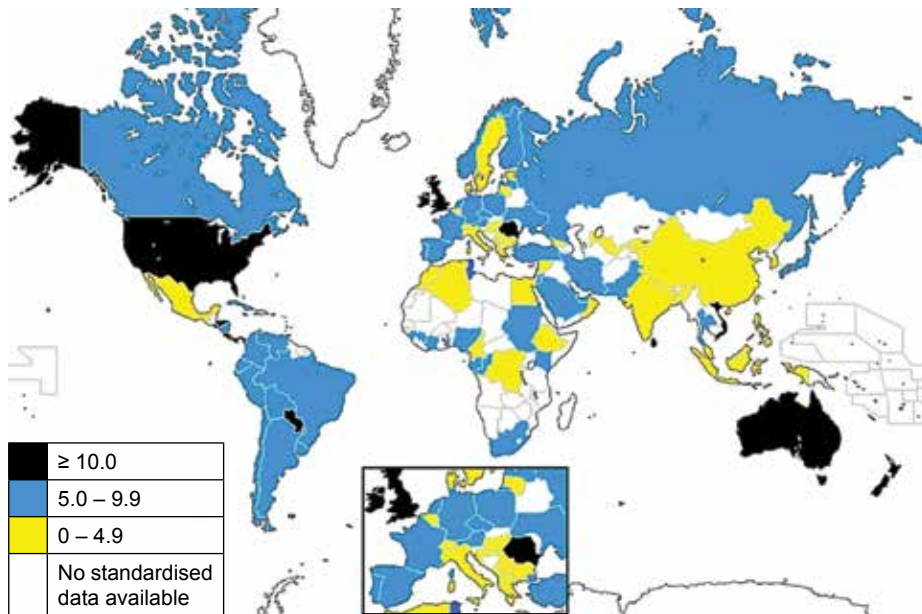 ≥ 10.0
5.0 – 9.9
0 – 4.9
No standardised
data available